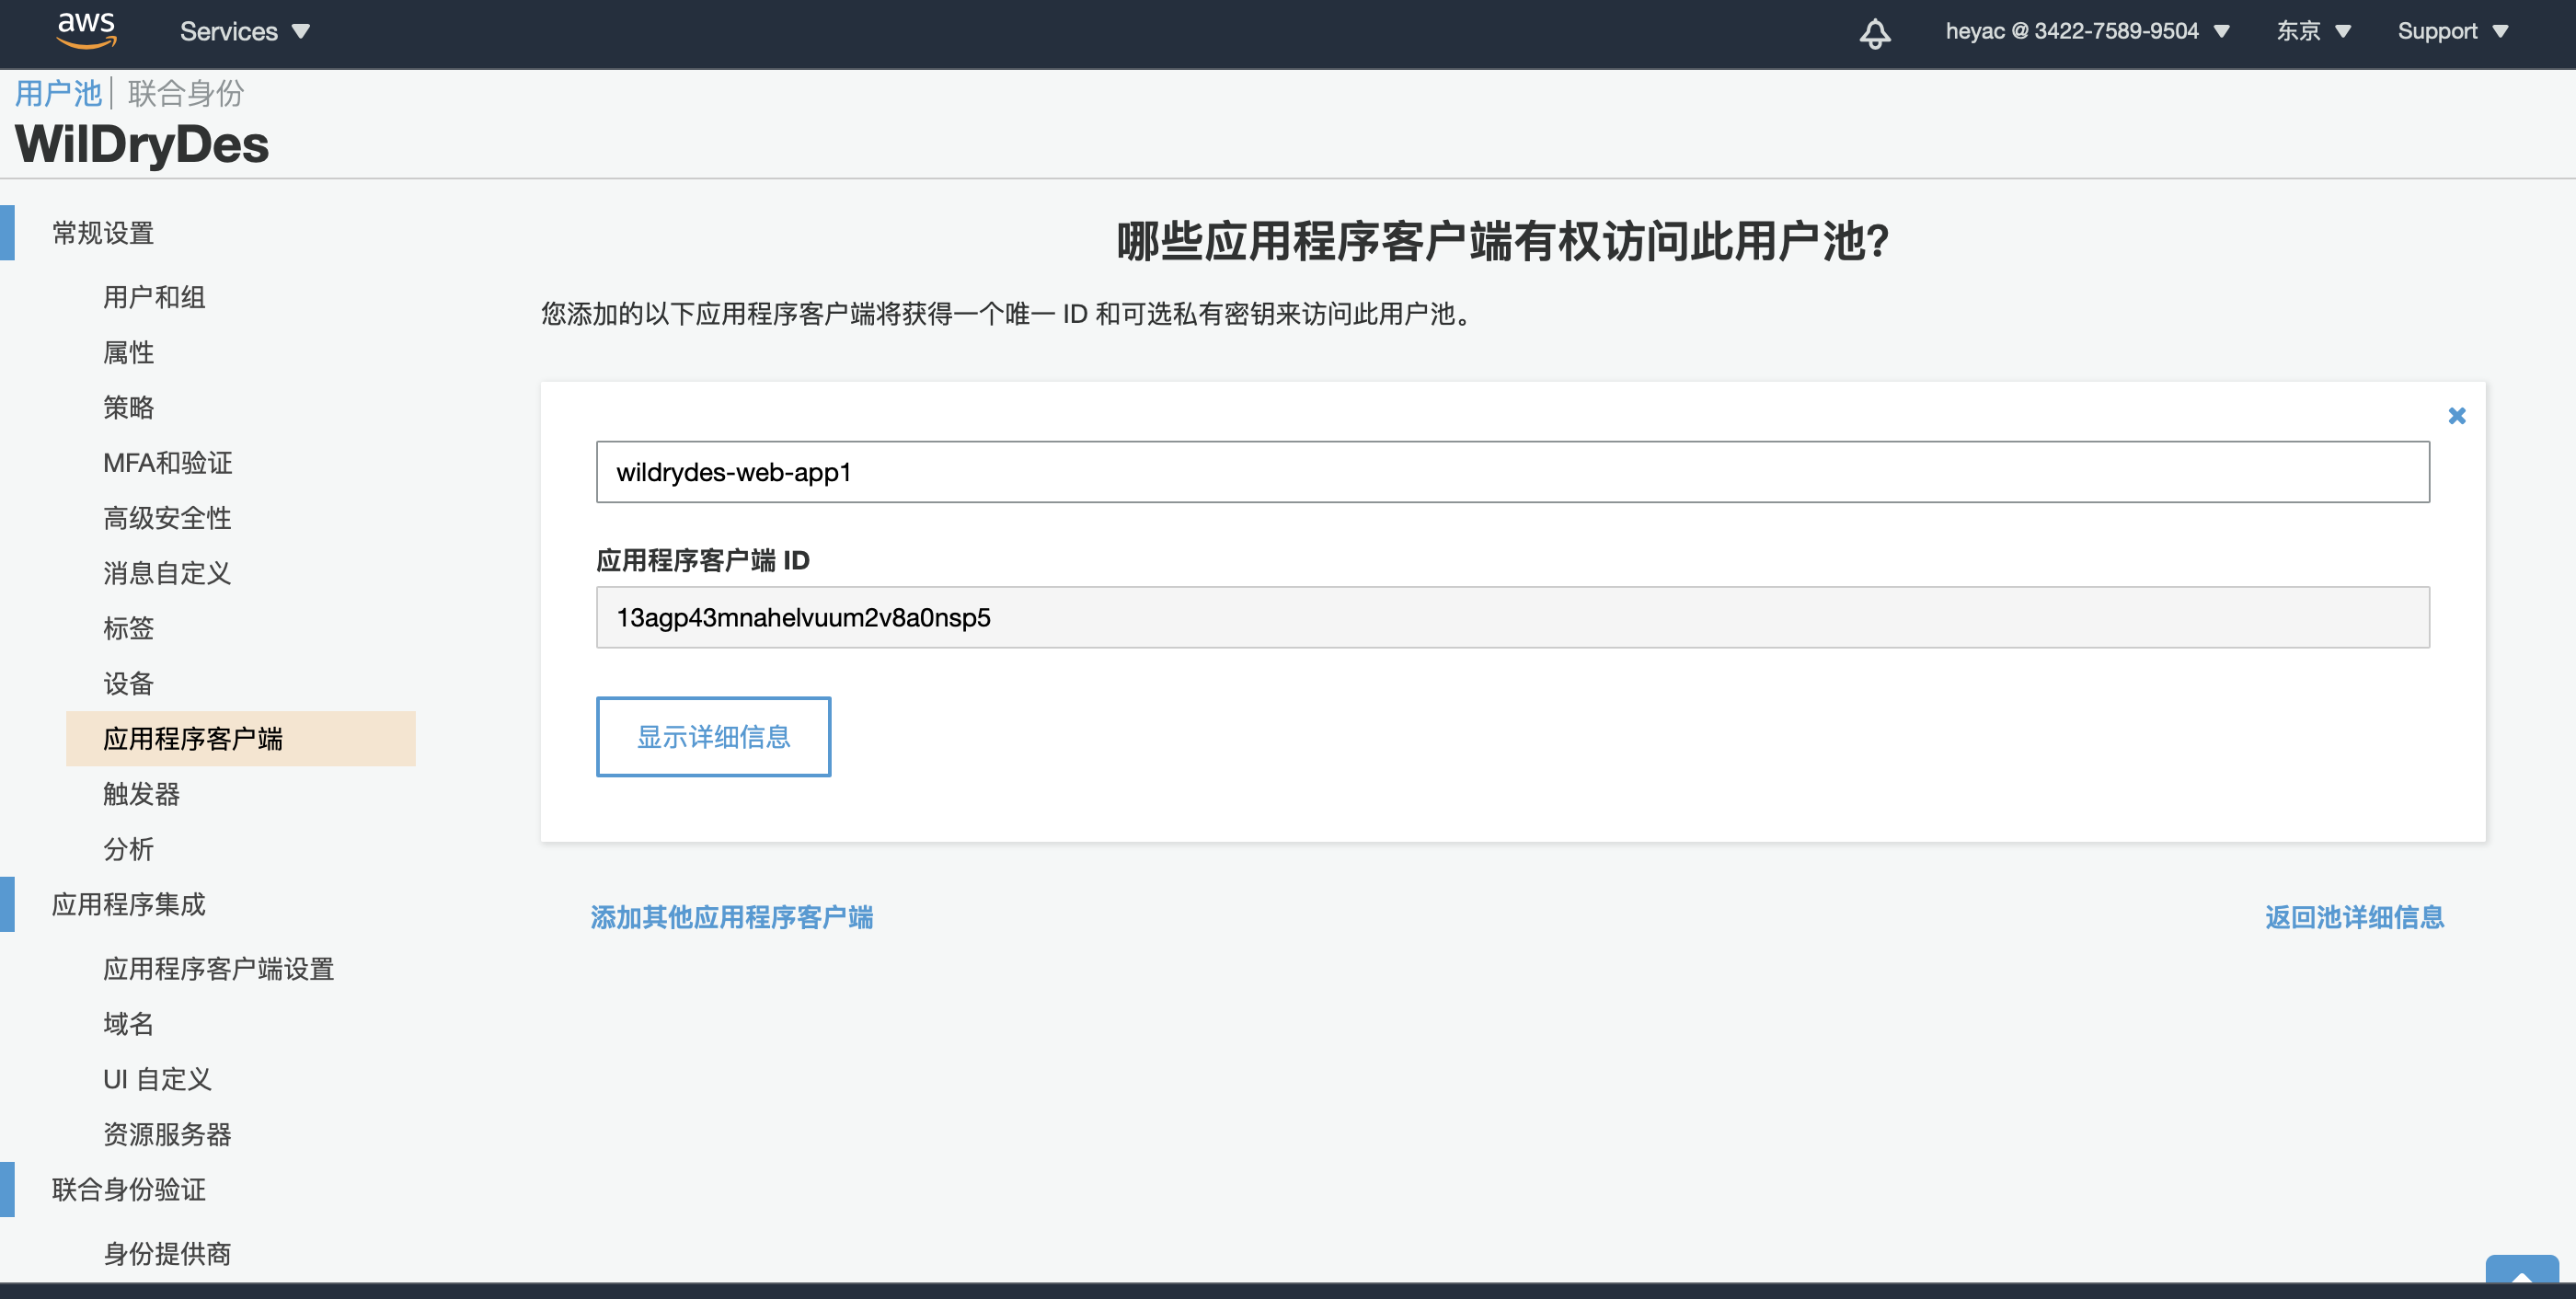 aws
Services
heyac @ 3422-7589-9504
东京
Support
用户池 | 联合身份
WilDryDes
常规设置
用户和组
属性
策略
MFA和验证
高级安全性
消息自定义
标签
设备
应用程序客户端
触发器
分析
应用程序集成
应用程序客户端设置
域名
UI 自定义
资源服务器
联合身份验证
身份提供商
哪些应用程序客户端有权访问此用户池?
您添加的以下应用程序客户端将获得一个唯一 ID 和可选私有密钥来访问此用户池。
wildrydes-web-app1
应用程序客户端 ID
13agp43mnahelvuum2v8a0nsp5
显示详细信息
添加其他应用程序客户端
返回池详细信息